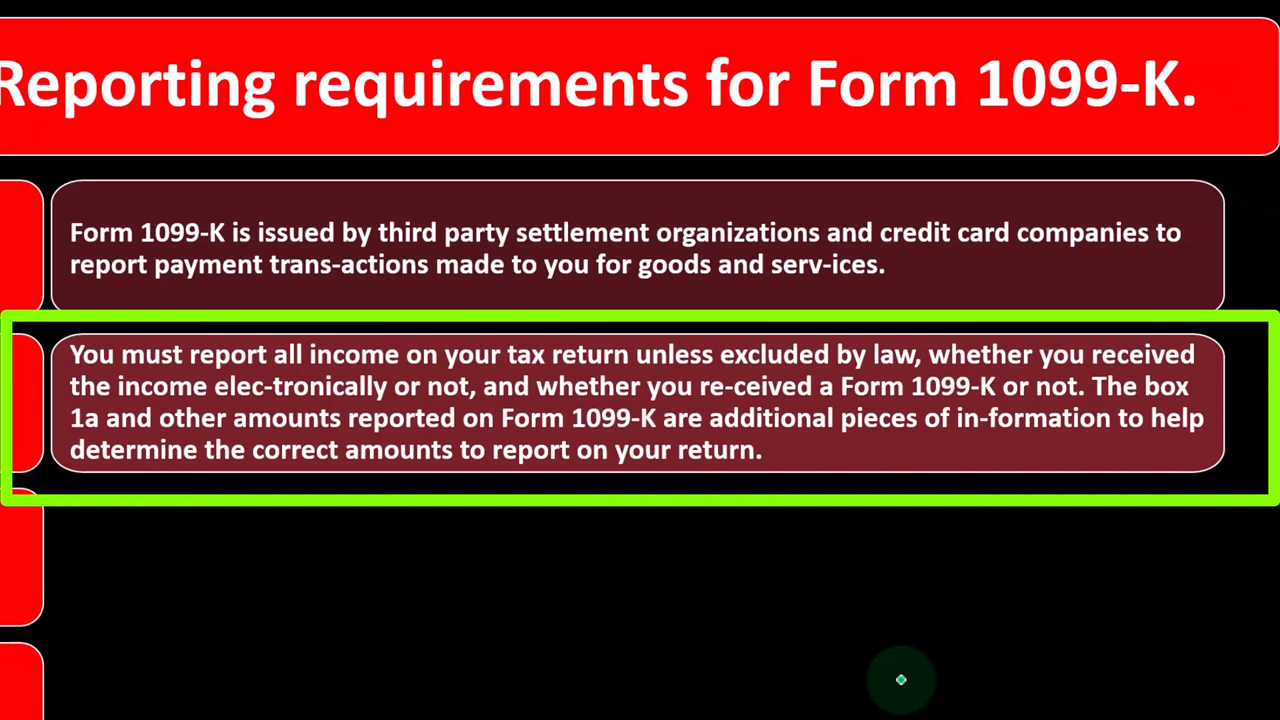 Reporting requirements for Form 1099-K.
Form 1099-K is issued by third party settlement organizations and credit card companies to
report payment trans-actions made to you for goods and serv-ices.
You must report all income on your tax return unless excluded by law, whether you received
the income elec-tronically or not, and whether you re-ceived a Form 1099-K or not. The box
1a and other amounts reported on Form 1099-K are additional pieces of in-formation to help
determine the correct amounts to report on your return.